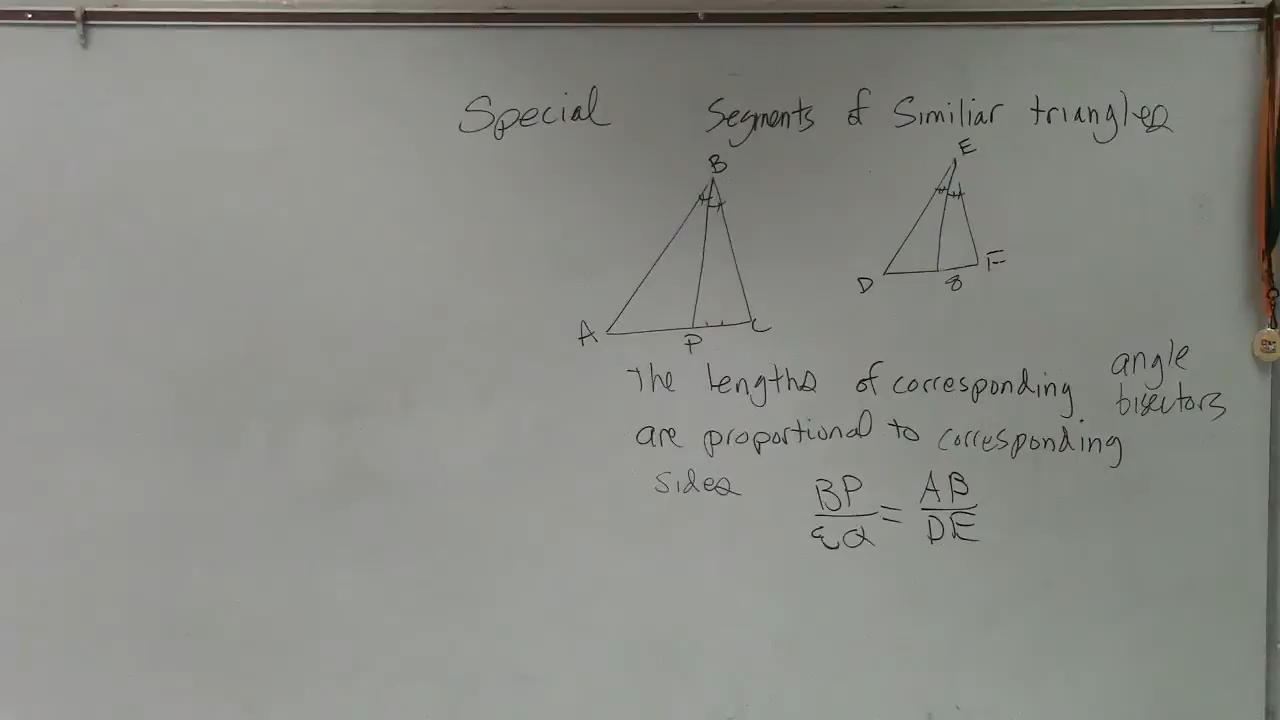 Special Segments of Similiar triangles
B
E
D
8
F
A
P
C
The lengths of corresponding angle bisectors
are proportional to corresponding
sides
BP/EQ = AB/DE